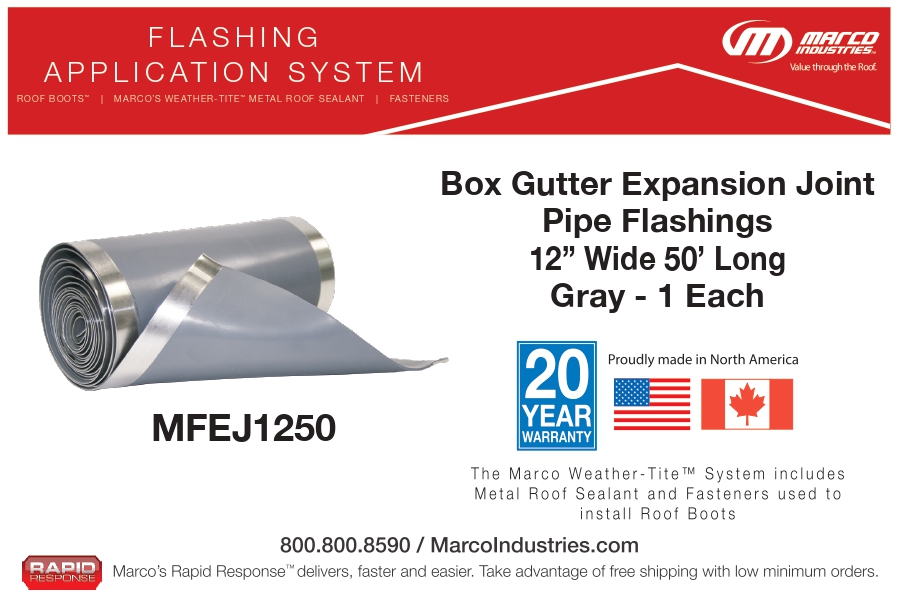 FLASHING
APPLICATION SYSTEM
ROOF BOOTS™ | MARCO'S WEATHER-TITE™ METAL ROOF SEALANT | FASTENERS
MARCO
INDUSTRIES™
Value through the Roof.
Box Gutter Expansion Joint
Pipe Flashings
12” Wide 50’ Long
Gray - 1 Each
MFEJ1250
20
YEAR
WARRANTY
Proudly made in North America
The Marco Weather-Tite™ System includes
Metal Roof Sealant and Fasteners used to
install Roof Boots
800.800.8590 / MarcoIndustries.com
RAPID
RESPONSE
Marco's Rapid Response™ delivers, faster and easier. Take advantage of free shipping with low minimum orders.